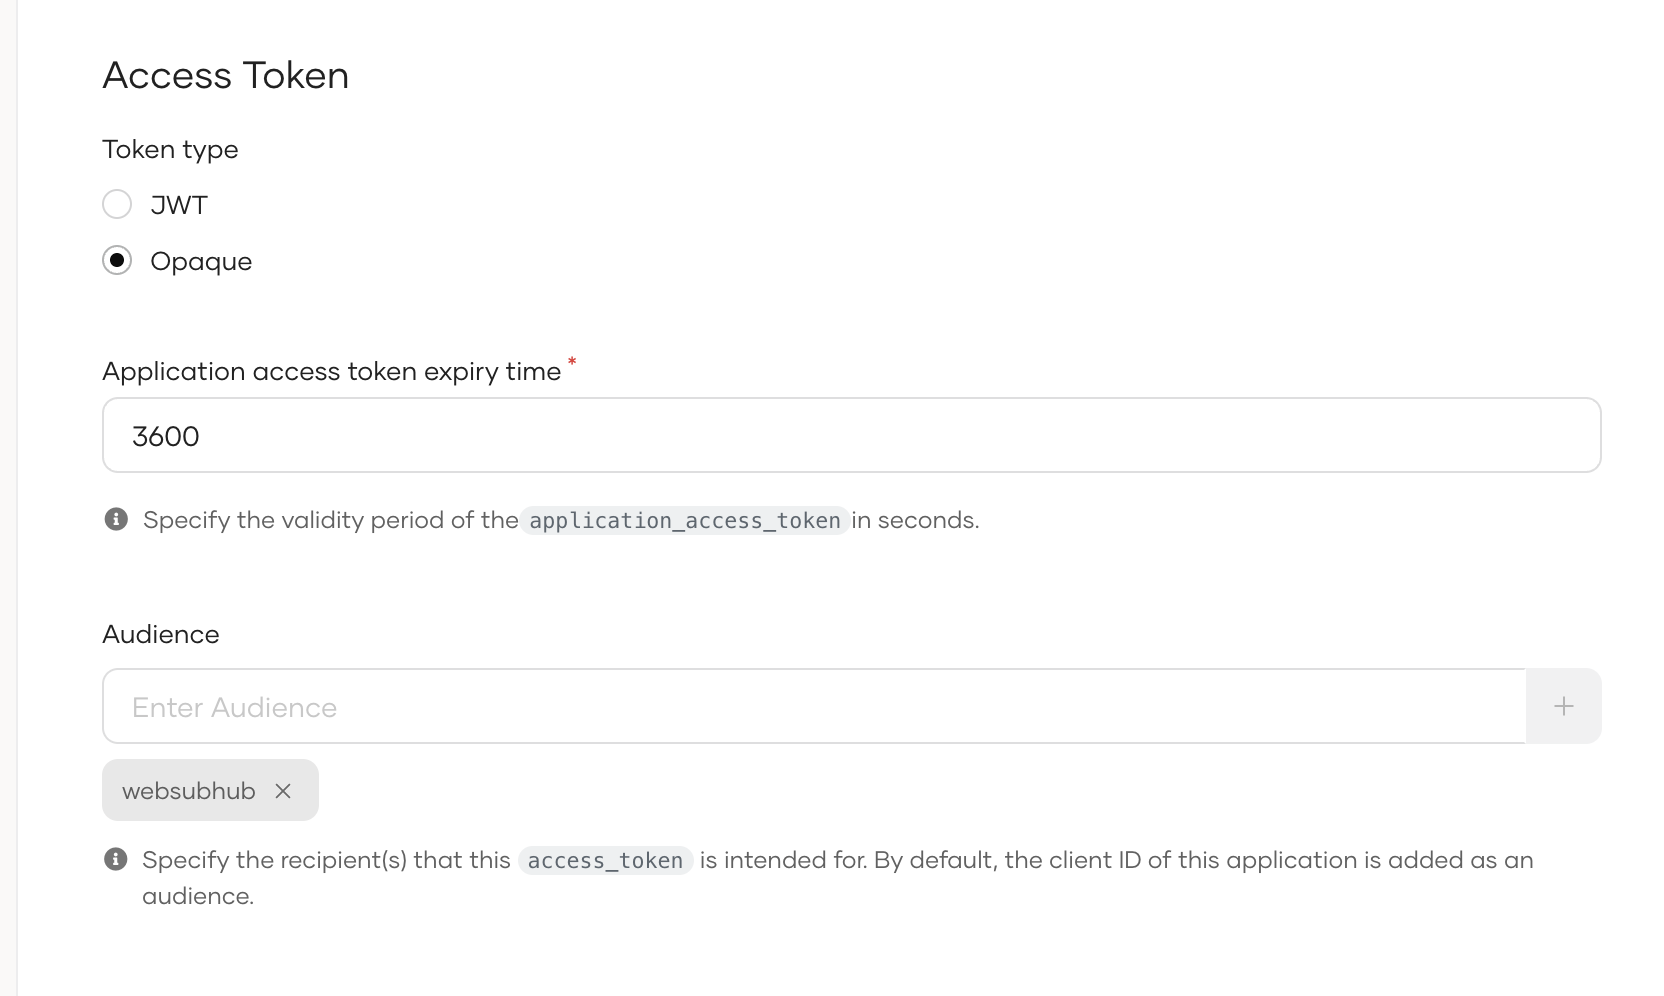 Access Token
Token type
JWT
Opaque
Application access token expiry time *
3600
Specify the validity period of the application_access_token in seconds.
Audience
Enter Audience
+
websubhub ×
Specify the recipient(s) that this access_token is intended for. By default, the client ID of this application is added as an
audience.